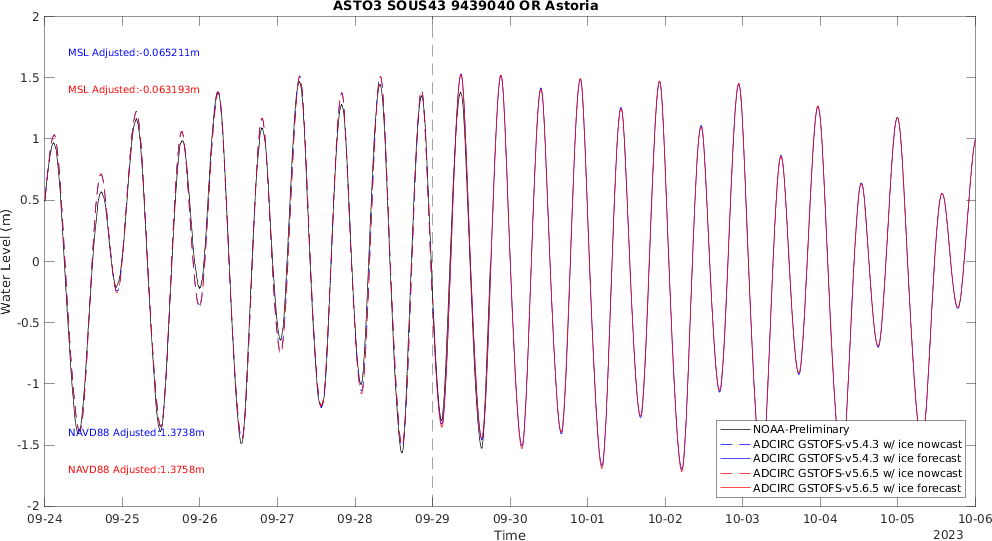 ASTO3 SOUS43 9439040 OR Astoria
2
1.5
1
0.5
0
-0.5
-1
-1.5
-2
Water Level (m)
MSL Adjusted:-0.065211m
MSL Adjusted:-0.063193m
NAVD88 Adjusted:1.3738m
NAVD88 Adjusted:1.3758m
NOAA-Preliminary
ADCIRC GSTOFS-v5.4.3 w/ ice nowcast
ADCIRC GSTOFS-v5.4.3 w/ ice forecast
ADCIRC GSTOFS-v5.6.5 w/ ice nowcast
ADCIRC GSTOFS-v5.6.5 w/ ice forecast
09-24 09-25 09-26 09-27 09-28 09-29 09-30 10-01 10-02 10-03 10-04 10-05 10-06
Time
2023